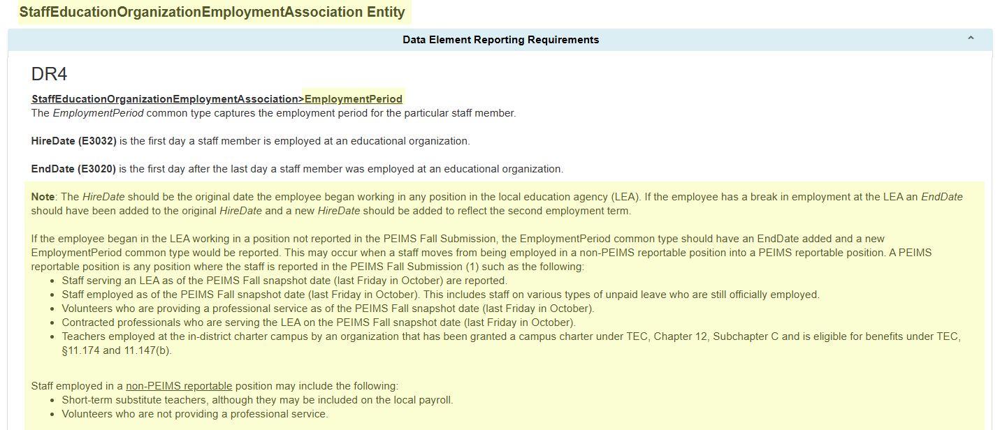 StaffEducationOrganizationEmploymentAssociation Entity
Data Element Reporting Requirements
DR4
StaffEducationOrganizationEmploymentAssociation>EmploymentPeriod
The EmploymentPeriod common type captures the employment period for the particular staff member.
HireDate (E3032) is the first day a staff member is employed at an educational organization.
EndDate (E3020) is the first day after the last day a staff member was employed at an educational organization.
Note: The HireDate should be the original date the employee began working in any position in the local education agency (LEA). If the employee has a break in employment at the LEA an EndDate
should have been added to the original HireDate and a new HireDate should be added to reflect the second employment term.
If the employee began in the LEA working in a position not reported in the PEIMS Fall Submission, the EmploymentPeriod common type should have an EndDate added and a new
EmploymentPeriod common type would be reported. This may occur when a staff moves from being employed in a non-PEIMS reportable position into a PEIMS reportable position. A PEIMS
reportable position is any position where the staff is reported in the PEIMS Fall Submission (1) such as the following:
• Staff serving an LEA as of the PEIMS Fall snapshot date (last Friday in October) are reported.
• Staff employed as of the PEIMS Fall snapshot date (last Friday in October). This includes staff on various types of unpaid leave who are still officially employed.
• Volunteers who are providing a professional service as of the PEIMS Fall snapshot date (last Friday in October).
• Contracted professionals who are serving the LEA on the PEIMS Fall snapshot date (last Friday in October).
• Teachers employed at the in-district charter campus by an organization that has been granted a campus charter under TEC, Chapter 12, Subchapter C and is eligible for benefits under TEC,
§11.174 and 11.147(b).
Staff employed in a non-PEIMS reportable position may include the following:
• Short-term substitute teachers, although they may be included on the local payroll.
• Volunteers who are not providing a professional service.